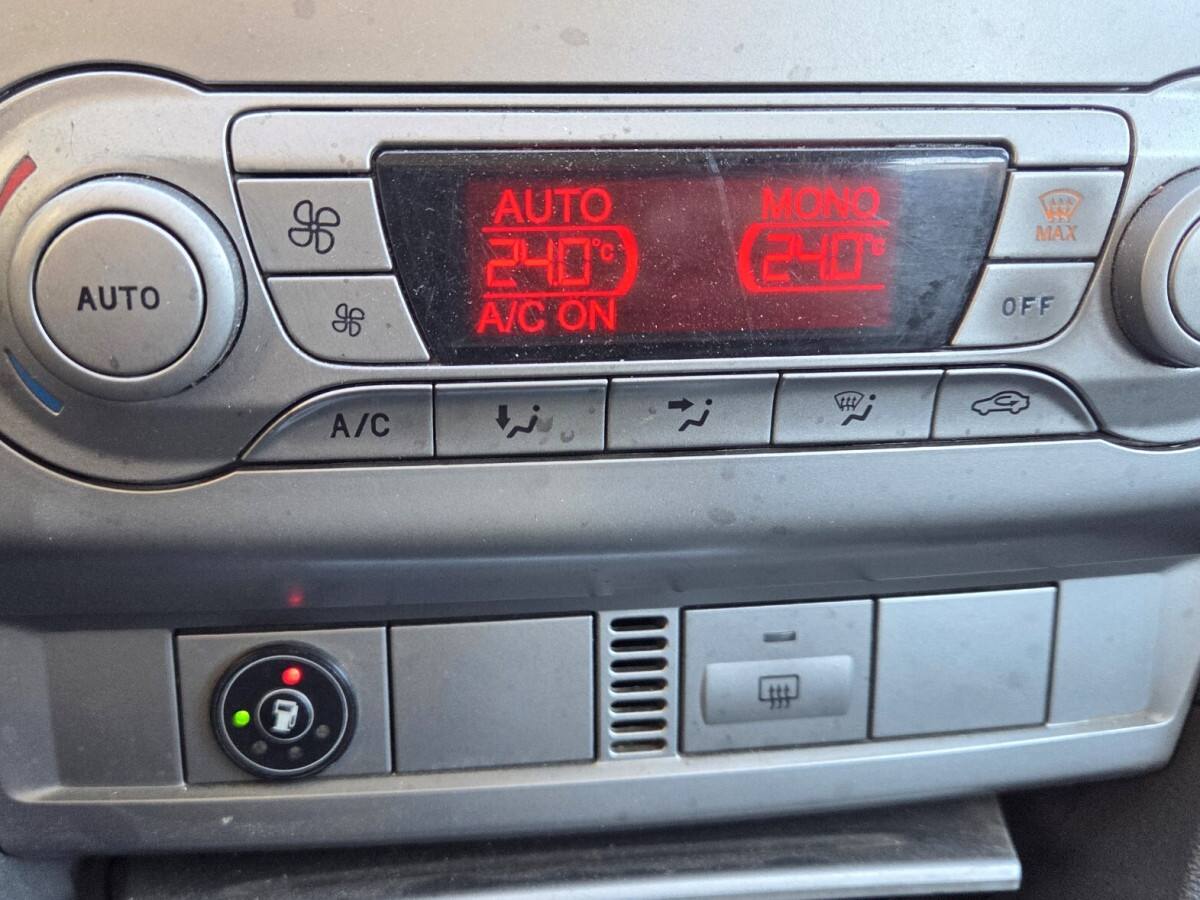 AUTO
AUTO
MONO
24.0°C
24.0°C
A/C ON
MAX
OFF
A/C